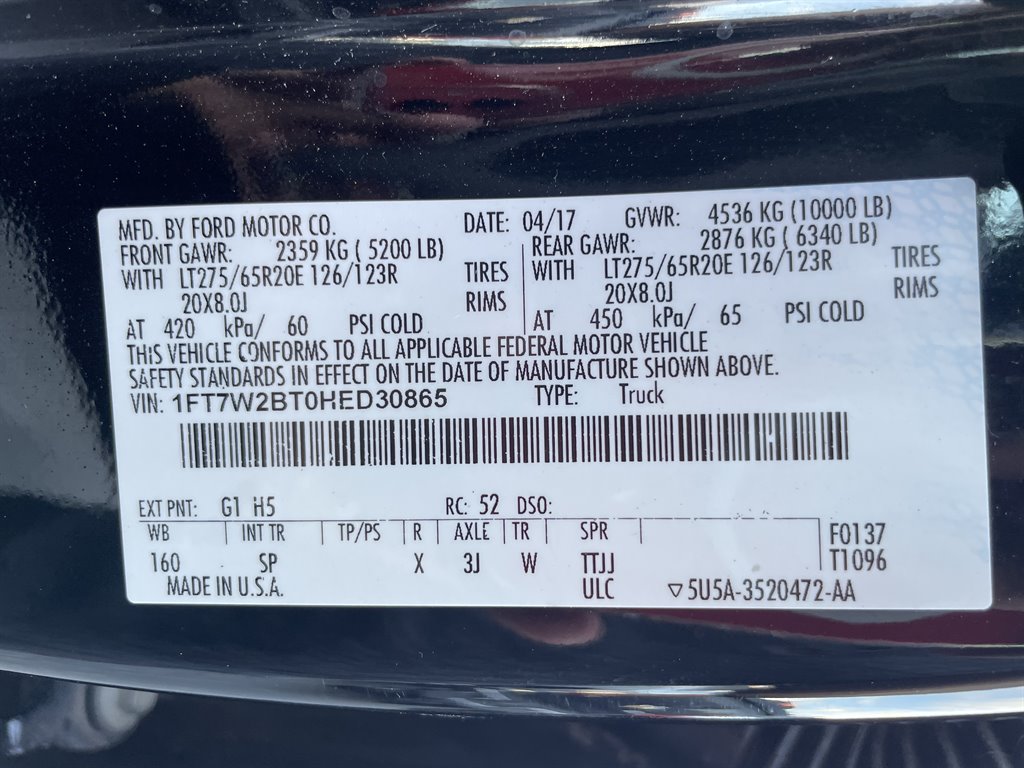 MFD. BY FORD MOTOR CO. DATE: 04/17 GVWR: 4536 KG (10000 LB)
FRONT GAWR: 2359 KG ( 5200 LB) REAR GAWR: 2876 KG ( 6340 LB)
WITH LT275/65R20E 126/123R TIRES WITH LT275/65R20E 126/123R TIRES
20X8.0J RIMS 20X8.0J RIMS
AT 420 kPa/ 60 PSI COLD AT 450 kPa/ 65 PSI COLD
THIS VEHICLE CONFORMS TO ALL APPLICABLE FEDERAL MOTOR VEHICLE
SAFETY STANDARDS IN EFFECT ON THE DATE OF MANUFACTURE SHOWN ABOVE.
VIN: 1FT7W2BT0HED30865 TYPE: Truck
EXT PNT: G1 H5 RC: 52 DSO:
WB INT TR TP/PS R AXLE TR SPR F0137
160 SP X 3J W TTJJ T1096
MADE IN U.S.A. ULC ▽5U5A-3520472-AA